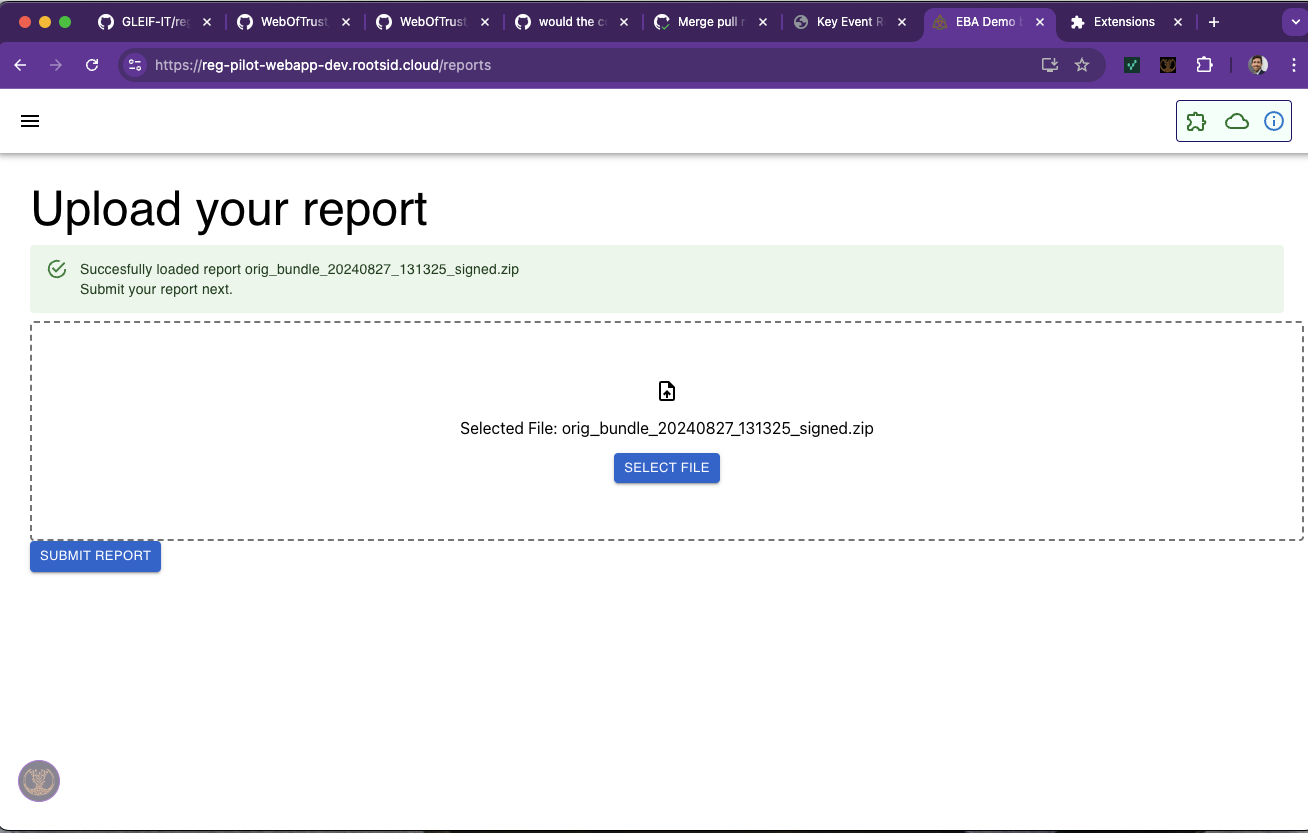 GLEIF-IT/reg
WebOfTrust
WebOfTrust
would the c
Merge pull r
Key Event R
EBA Demo
Extensions
https://reg-pilot-webapp-dev.rootsid.cloud/reports
Upload your report
Succesfully loaded report orig_bundle_20240827_131325_signed.zip
Submit your report next.
Selected File: orig_bundle_20240827_131325_signed.zip
SELECT FILE
SUBMIT REPORT